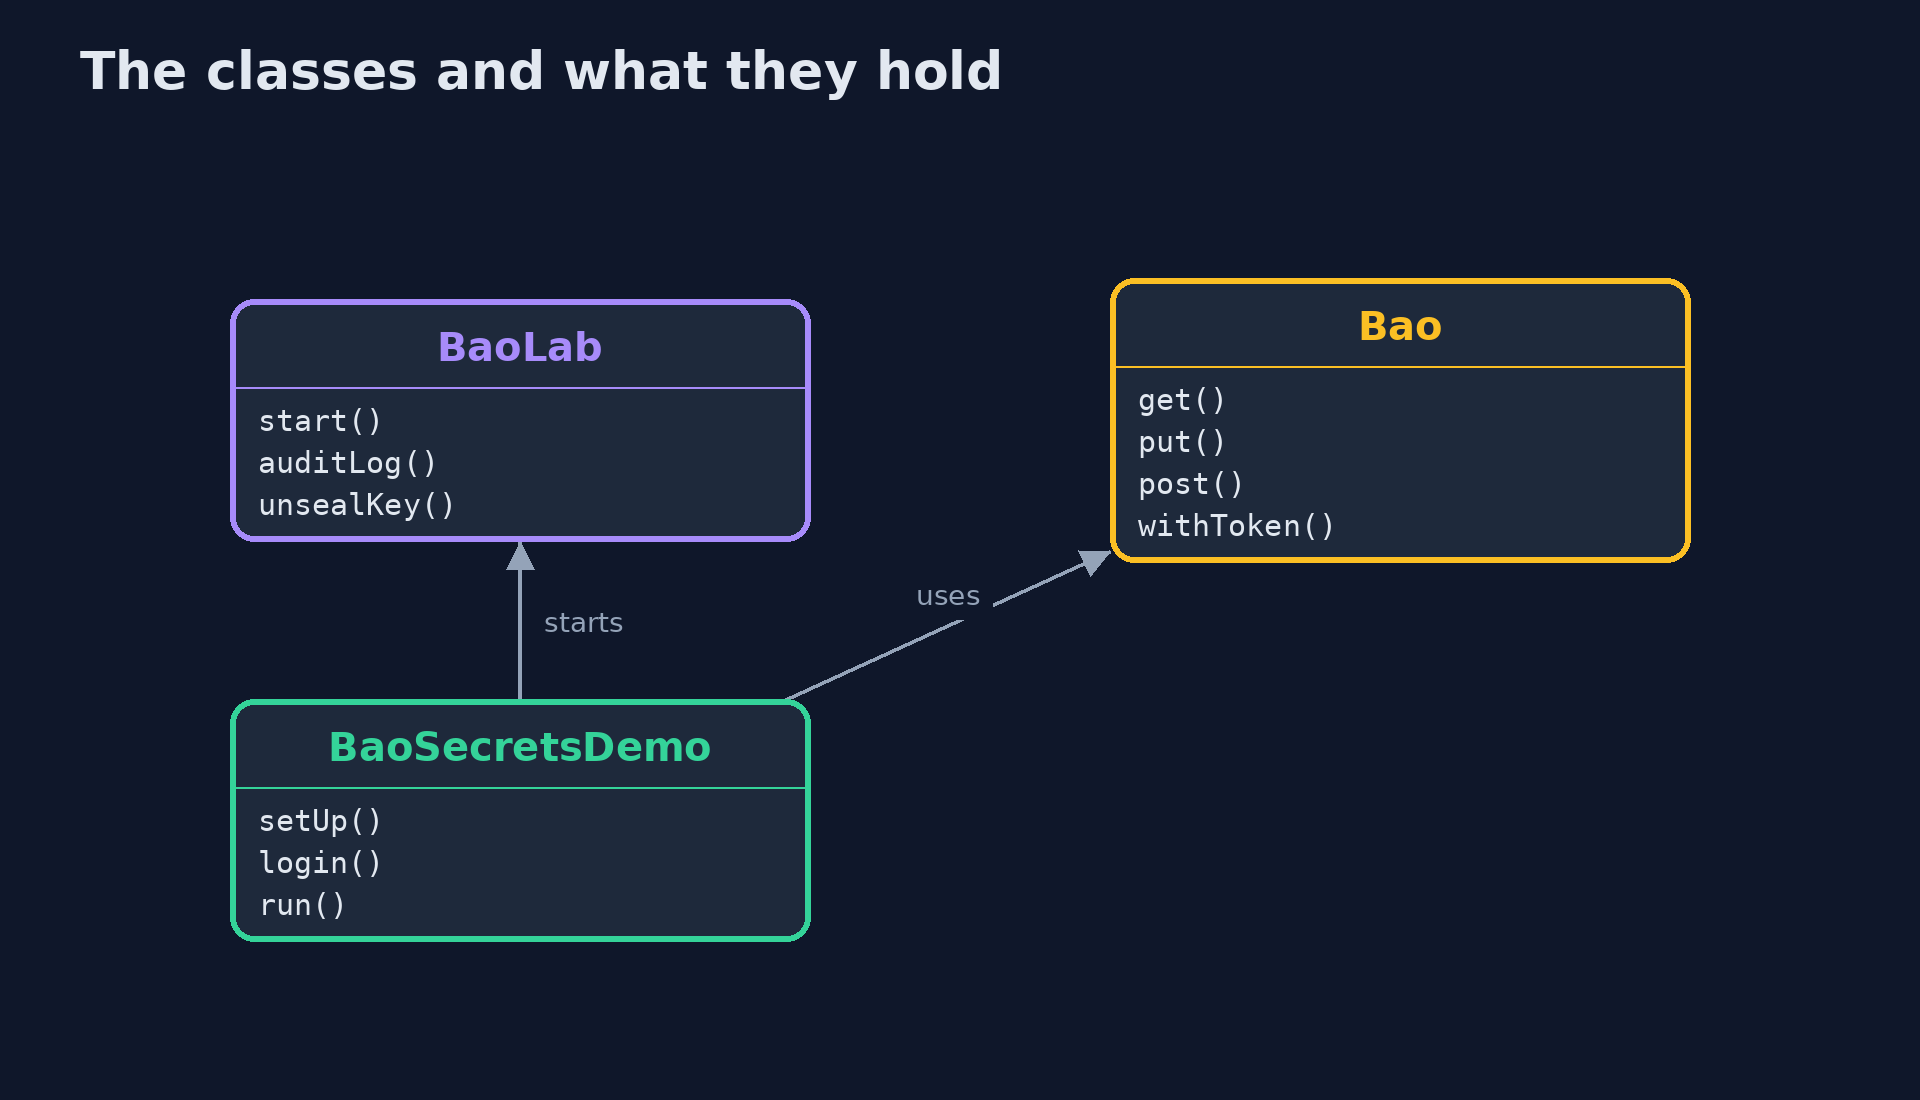 The classes and what they hold
BaoLab
start()
auditLog()
unsealKey()
Bao
get()
put()
post()
withToken()
starts
uses
BaoSecretsDemo
setUp()
login()
run()